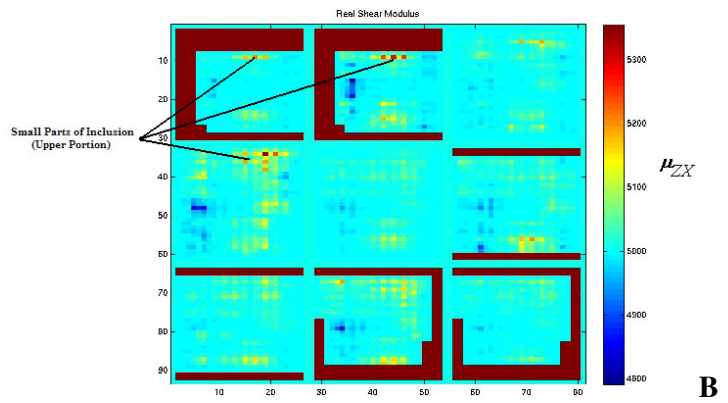 Real Shear Modulus
Small Parts of Inclusion
(Upper Portion)
10
20
30
40
50
60
70
80
90
10 20 30 40 50 60 70 80
5300
5200
5100
5000
4900
4800
μZX
B